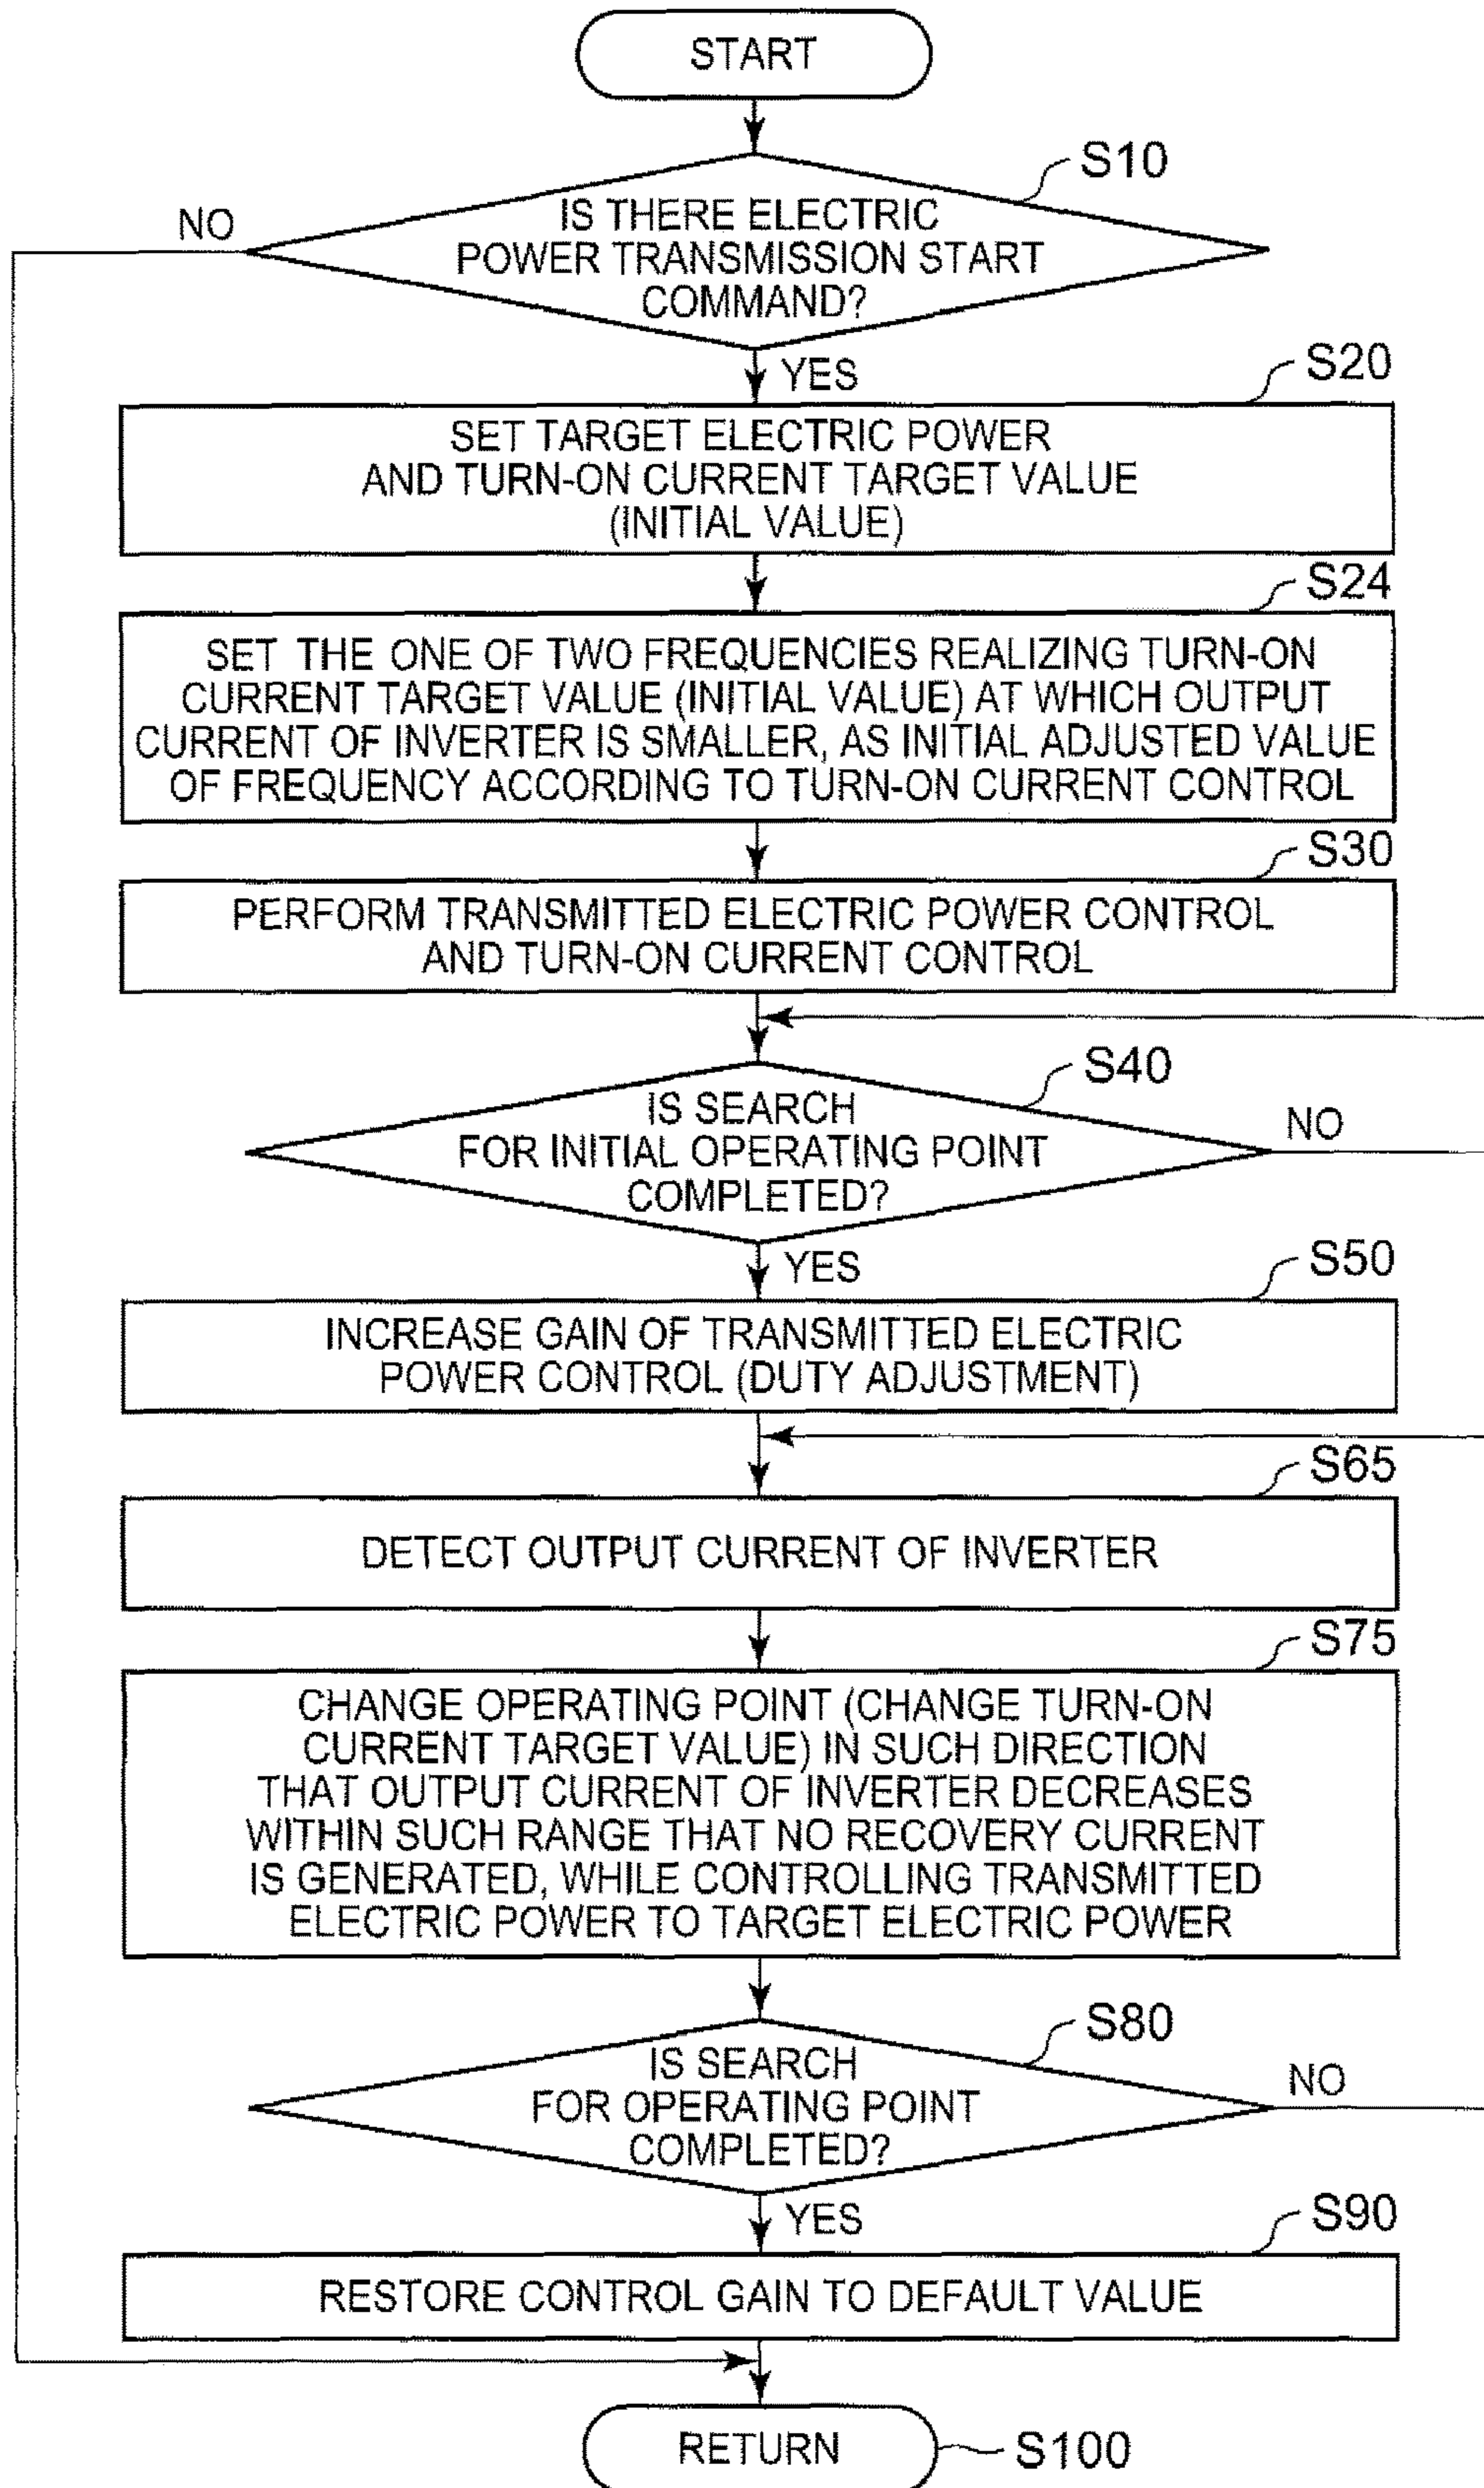 START
S10
NO
IS THERE ELECTRIC
POWER TRANSMISSION START
COMMAND?
YES
S20
SET TARGET ELECTRIC POWER
AND TURN-ON CURRENT TARGET VALUE
(INITIAL VALUE)
S24
SET THE ONE OF TWO FREQUENCIES REALIZING TURN-ON
CURRENT TARGET VALUE (INITIAL VALUE) AT WHICH OUTPUT
CURRENT OF INVERTER IS SMALLER, AS INITIAL ADJUSTED VALUE
OF FREQUENCY ACCORDING TO TURN-ON CURRENT CONTROL
S30
PERFORM TRANSMITTED ELECTRIC POWER CONTROL
AND TURN-ON CURRENT CONTROL
S40
IS SEARCH
FOR INITIAL OPERATING POINT
COMPLETED?
NO
YES
S50
INCREASE GAIN OF TRANSMITTED ELECTRIC
POWER CONTROL (DUTY ADJUSTMENT)
S65
DETECT OUTPUT CURRENT OF INVERTER
S75
CHANGE OPERATING POINT (CHANGE TURN-ON
CURRENT TARGET VALUE) IN SUCH DIRECTION
THAT OUTPUT CURRENT OF INVERTER DECREASES
WITHIN SUCH RANGE THAT NO RECOVERY CURRENT
IS GENERATED, WHILE CONTROLLING TRANSMITTED
ELECTRIC POWER TO TARGET ELECTRIC POWER
S80
IS SEARCH
FOR OPERATING POINT
COMPLETED?
NO
YES
S90
RESTORE CONTROL GAIN TO DEFAULT VALUE
RETURN
S100